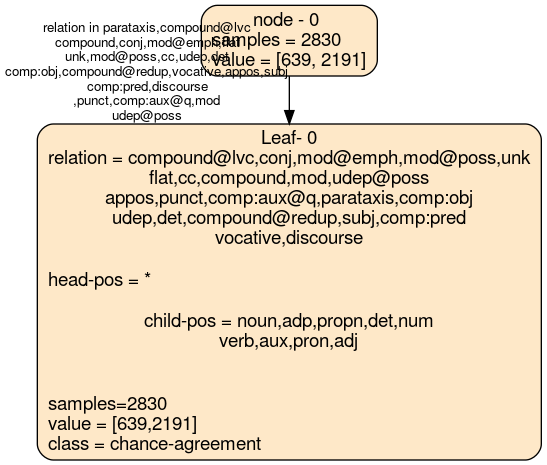 node - 0
samples = 2830
value = [639, 2191]
relation in parataxis,compound@lvc
compound,conj,mod@emph,flat
unk,mod@poss,cc,udep,det
comp:obj,compound@redup,vocative,appos,subj
comp:pred,discourse
,punct,comp:aux@q,mod
udep@poss
Leaf- 0
relation = compound@lvc,conj,mod@emph,mod@poss,unk
flat,cc,compound,mod,udep@poss
appos,punct,comp:aux@q,parataxis,comp:obj
udep,det,compound@redup,subj,comp:pred
vocative,discourse
head-pos = *
child-pos = noun,adp,propn,det,num
verb,aux,pron,adj
samples=2830
value = [639,2191]
class = chance-agreement